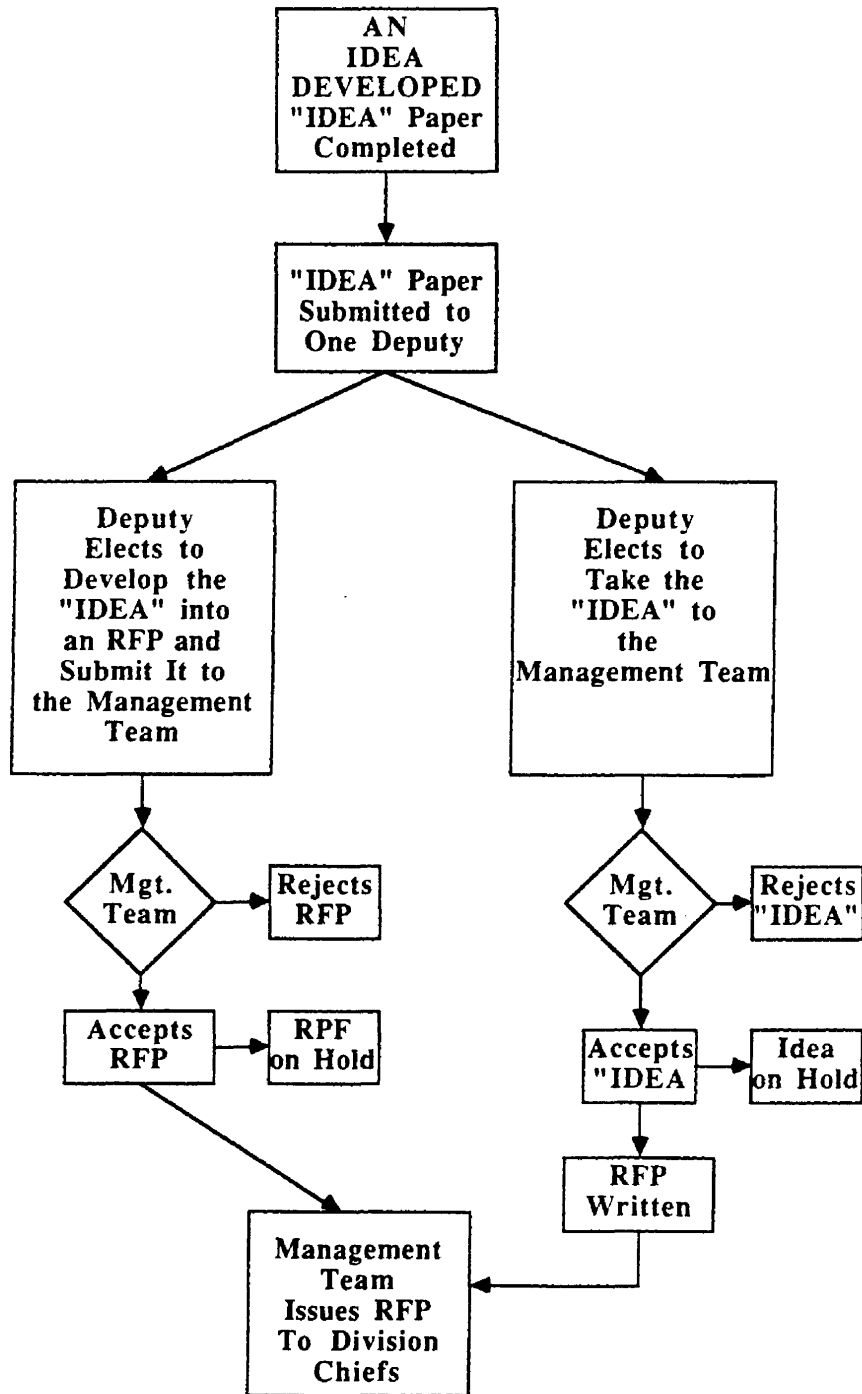 AN
IDEA
DEVELOPED
"IDEA" Paper
Completed
"IDEA" Paper
Submitted to
One Deputy
Deputy
Elects to
Develop the
"IDEA" into
an RFP and
Submit It to
the Management
Team
Deputy
Elects to
Take the
"IDEA" to
the
Management Team
Mgt.
Team
Rejects
RFP
Mgt.
Team
Rejects
"IDEA"
Accepts
RFP
RPF
on Hold
Accepts
"IDEA
Idea
on Hold
RFP
Written
Management
Team
Issues RFP
To Division
Chiefs